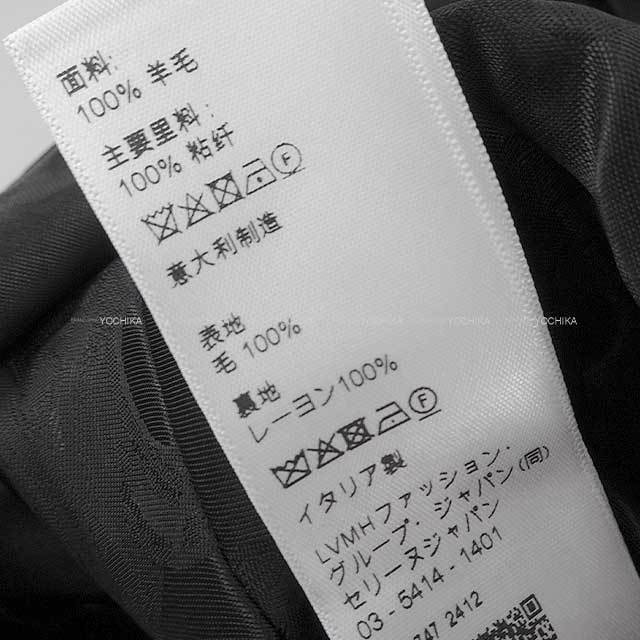 面料:
100% 羊毛
主要里料:
100% 粘纤
F
意大利制造
表地
毛 100%
裏地
レーヨン100%
F
イタリア製
LVMHファッション・
グループ・ジャパン(同)
セリーヌジャパン
03 - 5414 - 1401
2412
YOCHIKA YOCHIKA